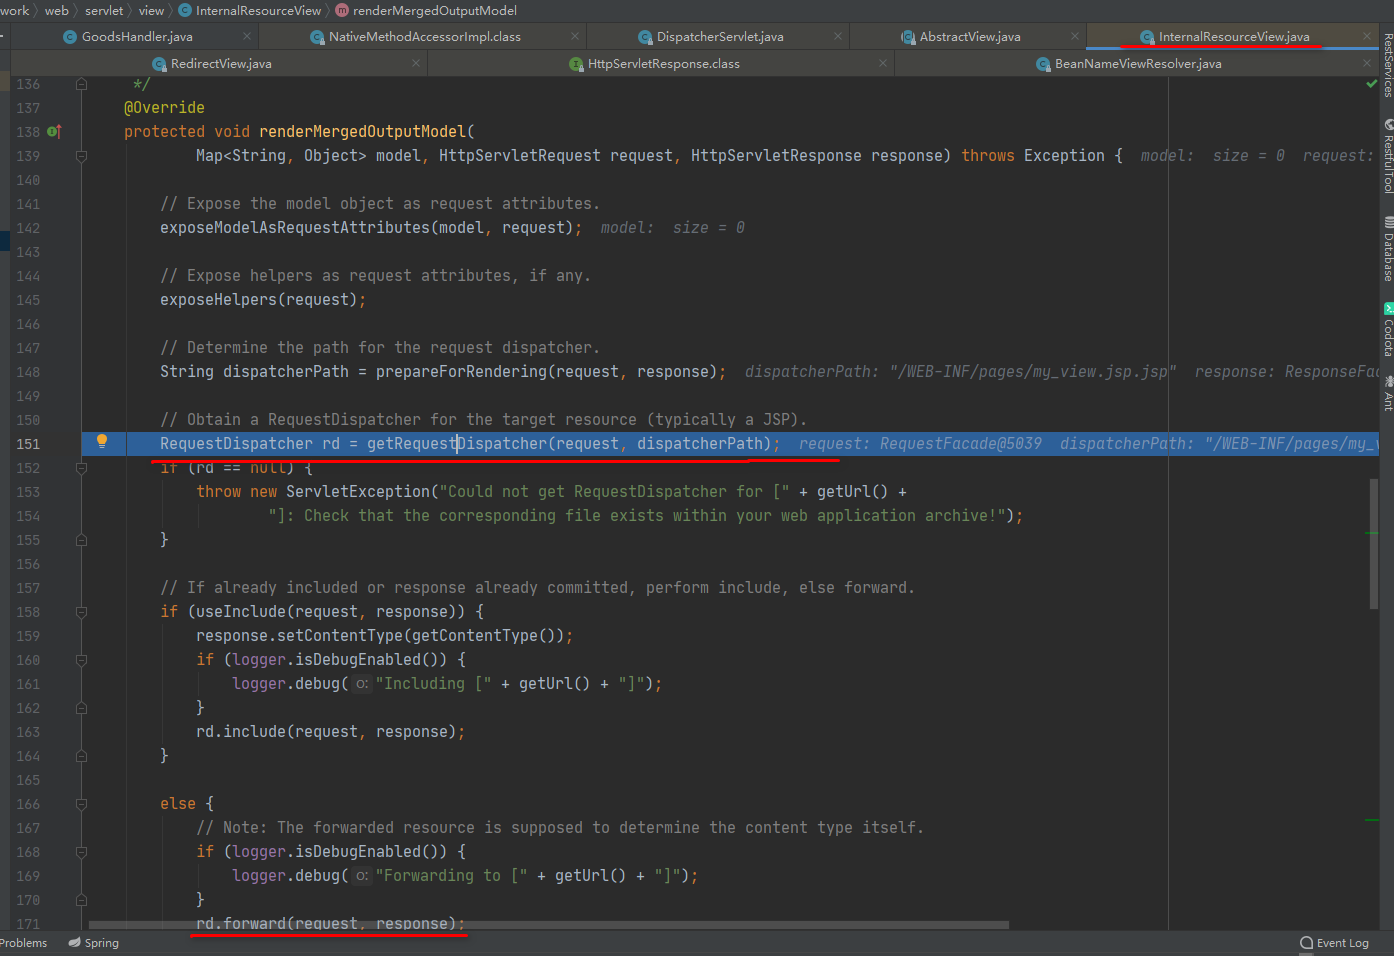 work 〉 web 〉 servlet 〉 view 〉 InternalResourceView 〉 renderMergedOutputModel
GoodsHandler.java NativeMethodAccessorImpl.class DispatcherServlet.java AbstractView.java InternalResourceView.java
RedirectView.java HttpServletResponse.class BeanNameViewResolver.java
136 */
137 @Override
138 protected void renderMergedOutputModel(
139 Map<String, Object> model, HttpServletRequest request, HttpServletResponse response) throws Exception { model: size = 0 request:
140
141 // Expose the model object as request attributes.
142 exposeModelAsRequestAttributes(model, request); model: size = 0
143
144 // Expose helpers as request attributes, if any.
145 exposeHelpers(request);
146
147 // Determine the path for the request dispatcher.
148 String dispatcherPath = prepareForRendering(request, response); dispatcherPath: "/WEB-INF/pages/my_view.jsp.jsp" response: ResponseFac
149
150 // Obtain a RequestDispatcher for the target resource (typically a JSP).
151 RequestDispatcher rd = getRequestDispatcher(request, dispatcherPath); request: RequestFacade@5039 dispatcherPath: "/WEB-INF/pages/my_v
152 if (rd == null) {
153 throw new ServletException("Could not get RequestDispatcher for [" + getUrl() +
154 "]: Check that the corresponding file exists within your web application archive!");
155 }
156
157 // If already included or response already committed, perform include, else forward.
158 if (useInclude(request, response)) {
159 response.setContentType(getContentType());
160 if (logger.isDebugEnabled()) {
161 logger.debug( o: "Including [" + getUrl() + "]");
162 }
163 rd.include(request, response);
164 }
165
166 else {
167 // Note: The forwarded resource is supposed to determine the content type itself.
168 if (logger.isDebugEnabled()) {
169 logger.debug( o: "Forwarding to [" + getUrl() + "]");
170 }
171 rd.forward(request, response);
RestServices
RestfulTool
Database
Codota
Ant
Problems Spring Event Log